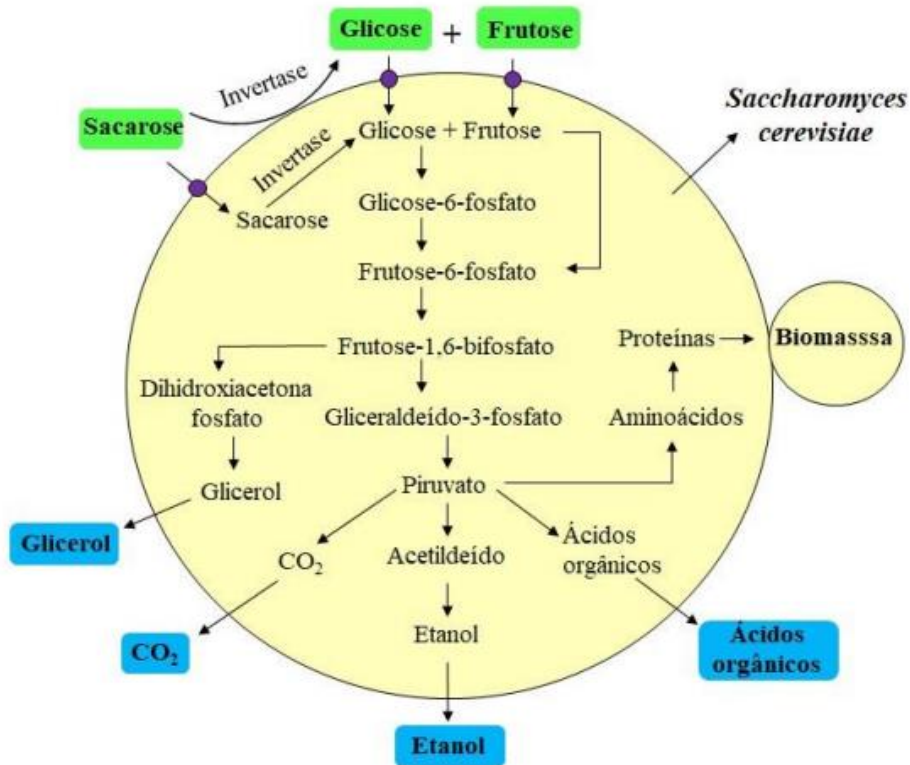 Glicose + Frutose
Invertase
Sacarose
Saccharomyces
cerevisiae
Glicose + Frutose
Invertase
Sacarose
Glicose-6-fosfato
Frutose-6-fosfato
Frutose-1,6-bifosfato
Proteínas
Biomasssa
Dihidroxiacetona
fosfato
Gliceraldeído-3-fosfato
Aminoácidos
Glicerol
Piruvato
Glicerol
CO₂
Acetildeído
Ácidos
orgânicos
Etanol
CO₂
Ácidos
orgânicos
Etanol